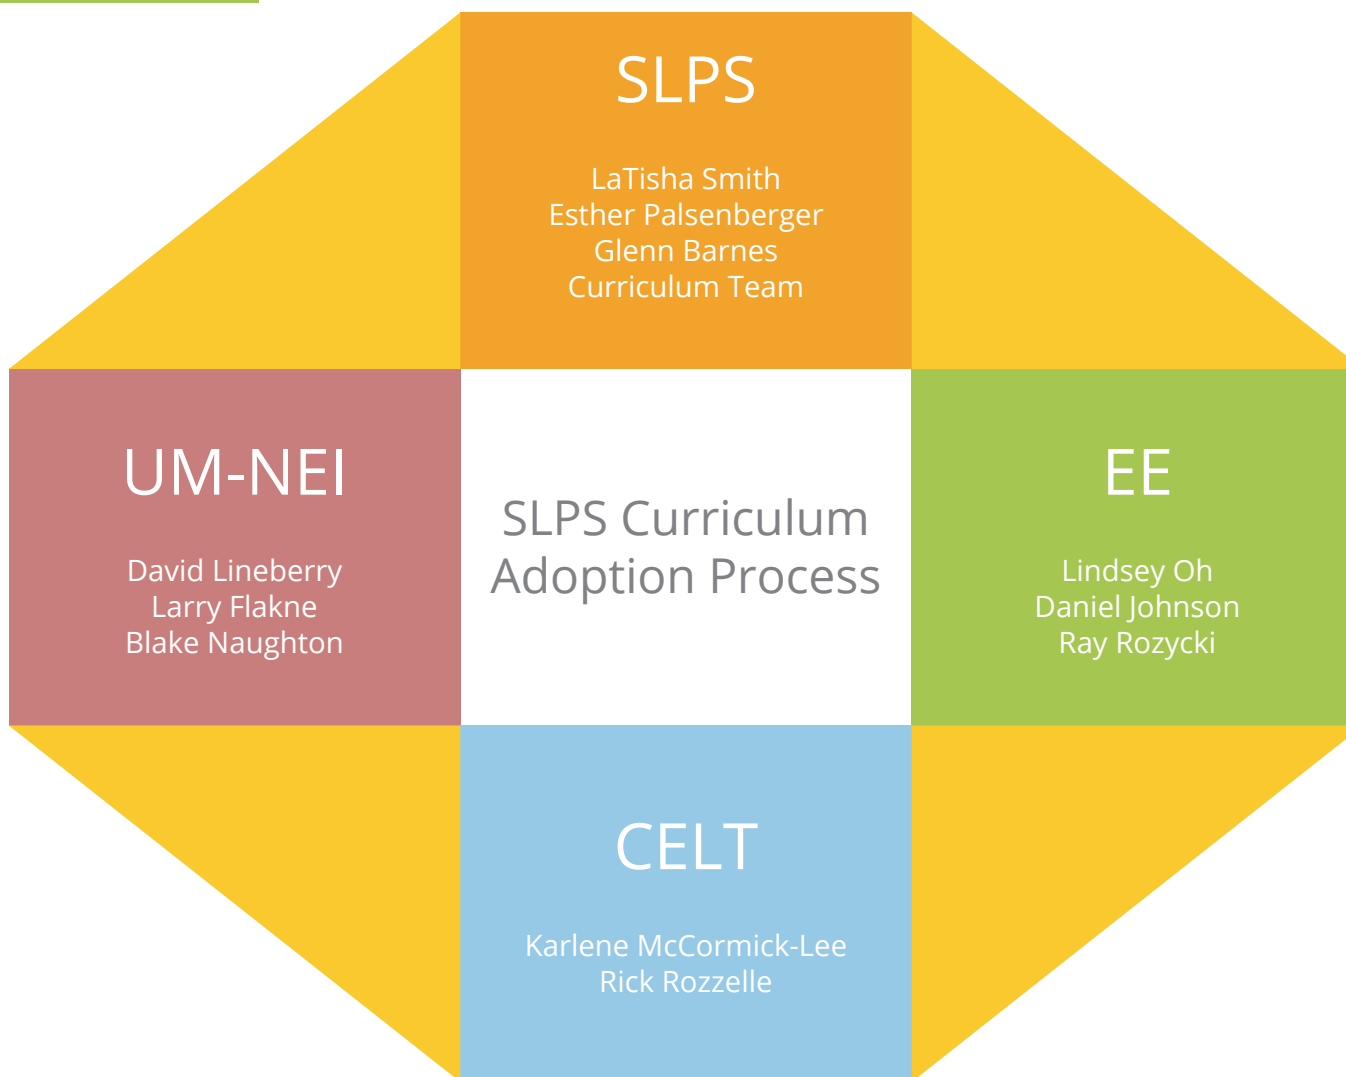 SLPS
LaTisha Smith
Esther Palsenberger
Glenn Barnes
Curriculum Team
UM-NEI
David Lineberry
Larry Flakne
Blake Naughton
SLPS Curriculum
Adoption Process
EE
Lindsey Oh
Daniel Johnson
Ray Rozycki
CELT
Karlene McCormick-Lee
Rick Rozzelle